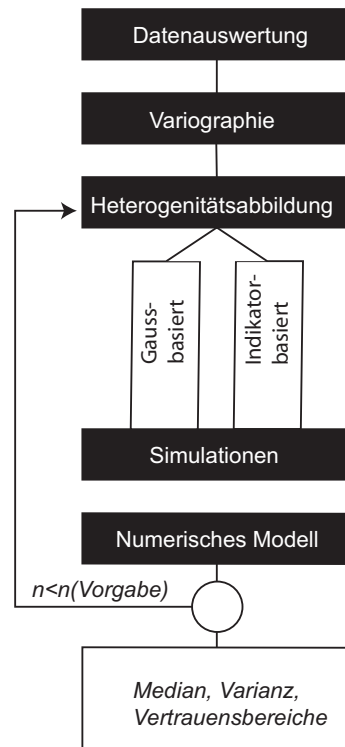 Datenauswertung
Variographie
Heterogenitätsabbildung
Gauss-
basiert
Indikator-
basiert
Simulationen
Numerisches Modell
n<n(Vorgabe)
Median, Varianz,
Vertrauensbereiche